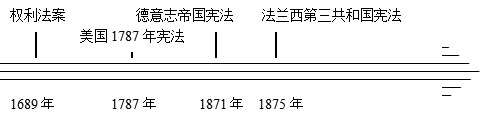 权利法案 德意志帝国宪法 法兰西第三共和国宪法
美国1787年宪法
1689年 1787年 1871年 1875年